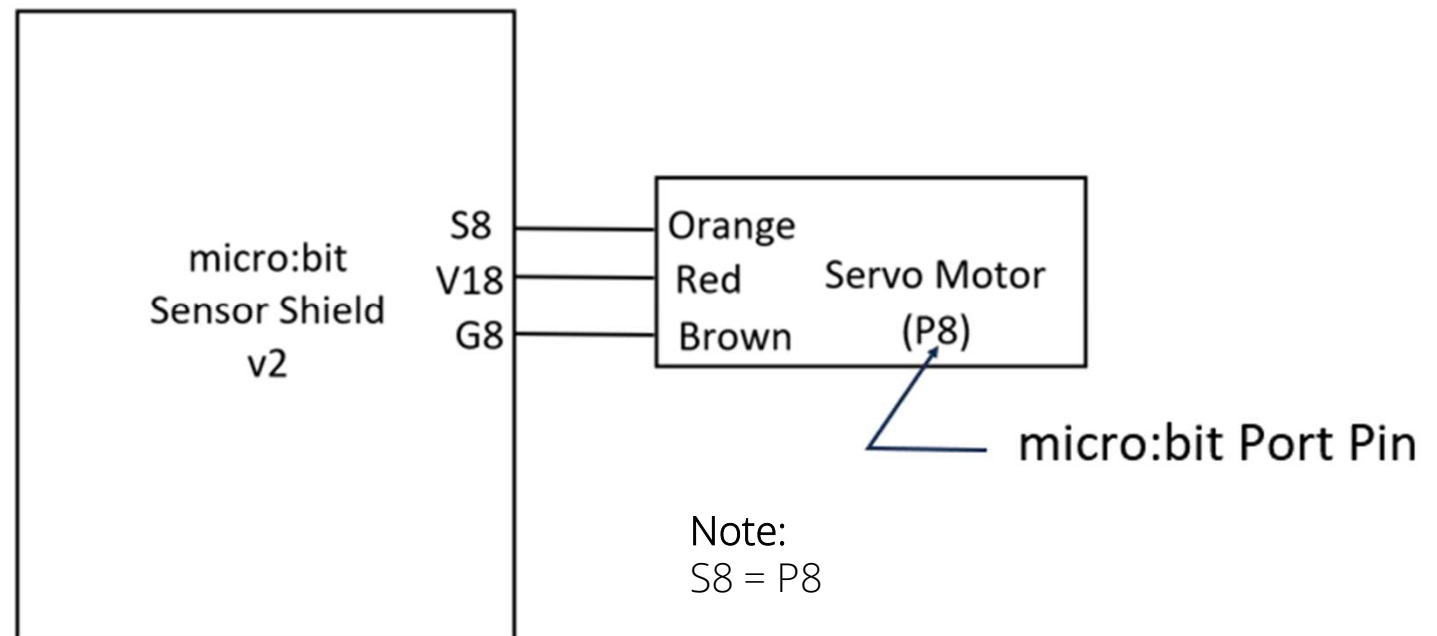 micro:bit
Sensor Shield
v2
S8
V18
G8
Orange
Red
Brown
Servo Motor
(P8)
micro:bit Port Pin
Note:
S8 = P8